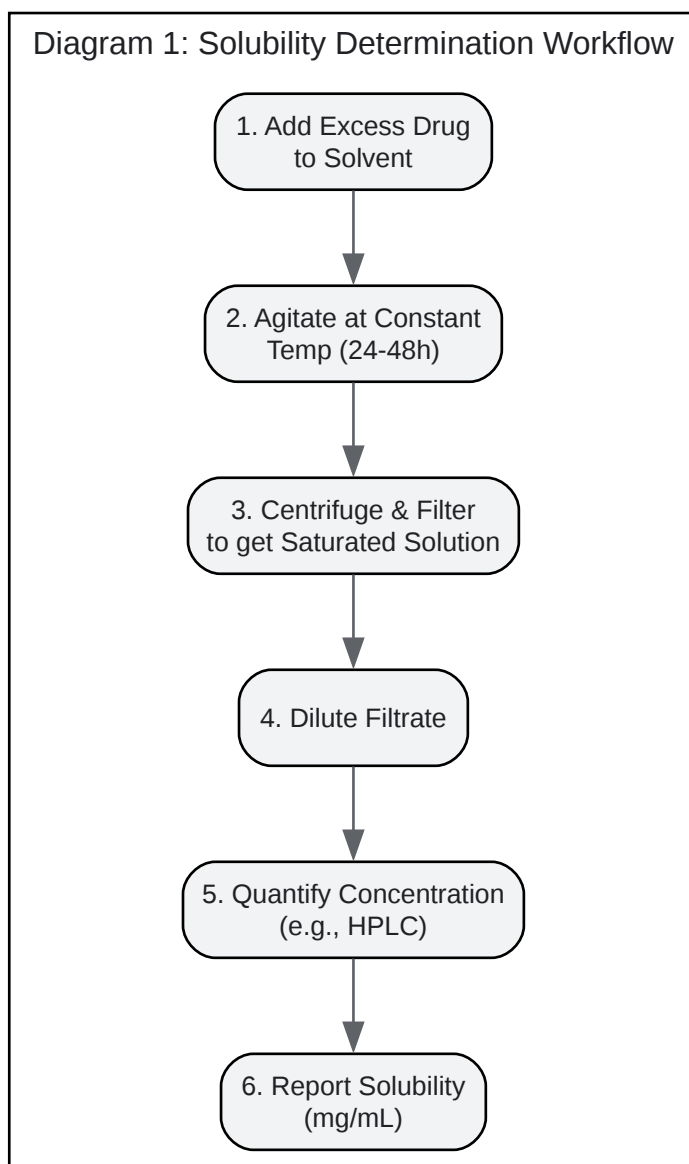 Diagram 1: Solubility Determination Workflow
1. Add Excess Drug
to Solvent
2. Agitate at Constant
Temp (24-48h)
3. Centrifuge & Filter
to get Saturated Solution
4. Dilute Filtrate
5. Quantify Concentration
(e.g., HPLC)
6. Report Solubility
(mg/mL)